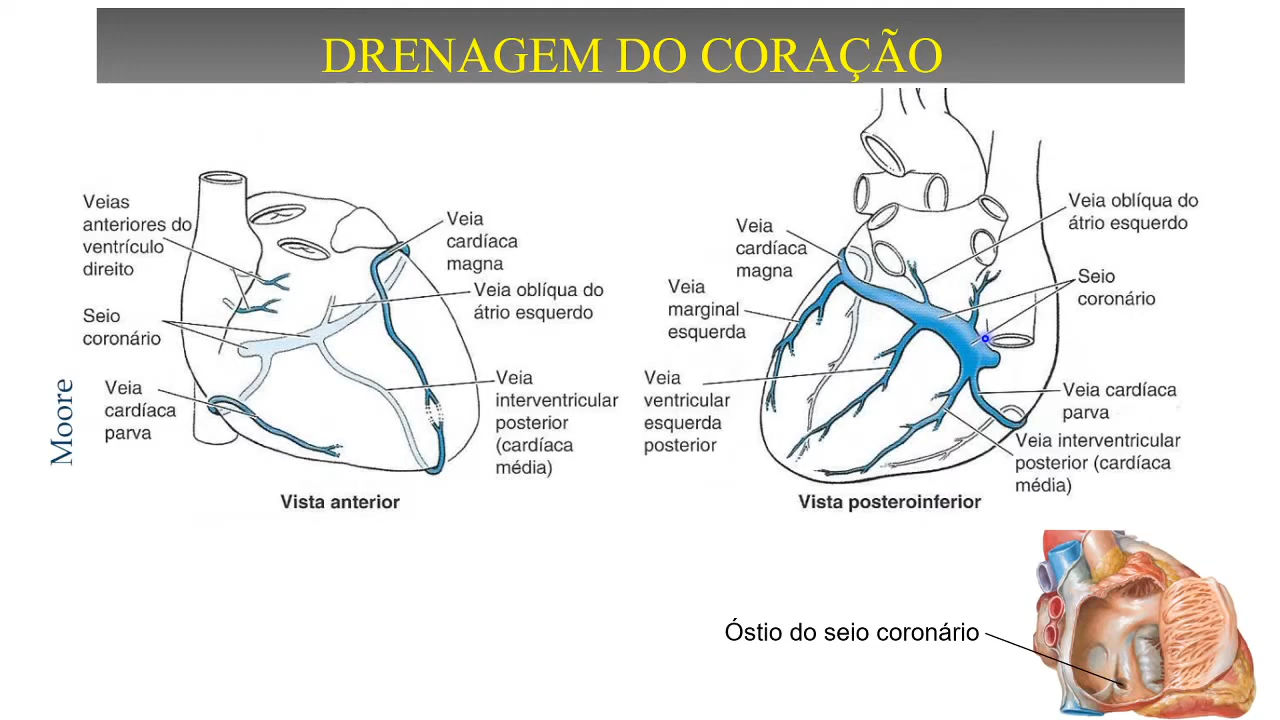 DRENAGEM DO CORAÇÃO
Veias
anteriores do
ventrículo
direito
Seio
coronário
Veia
cardíaca
parva
Veia
cardíaca
magna
Veia oblíqua do
átrio esquerdo
Veia
interventricular
posterior
(cardíaca
média)
Vista anterior
Moore
Veia
cardíaca
magna
Veia
marginal
esquerda
Veia
ventricular
esquerda
posterior
Veia oblíqua do
átrio esquerdo
Seio
coronário
Veia cardíaca
parva
Veia interventricular
posterior (cardíaca
média)
Vista posteroinferior
Óstio do seio coronário